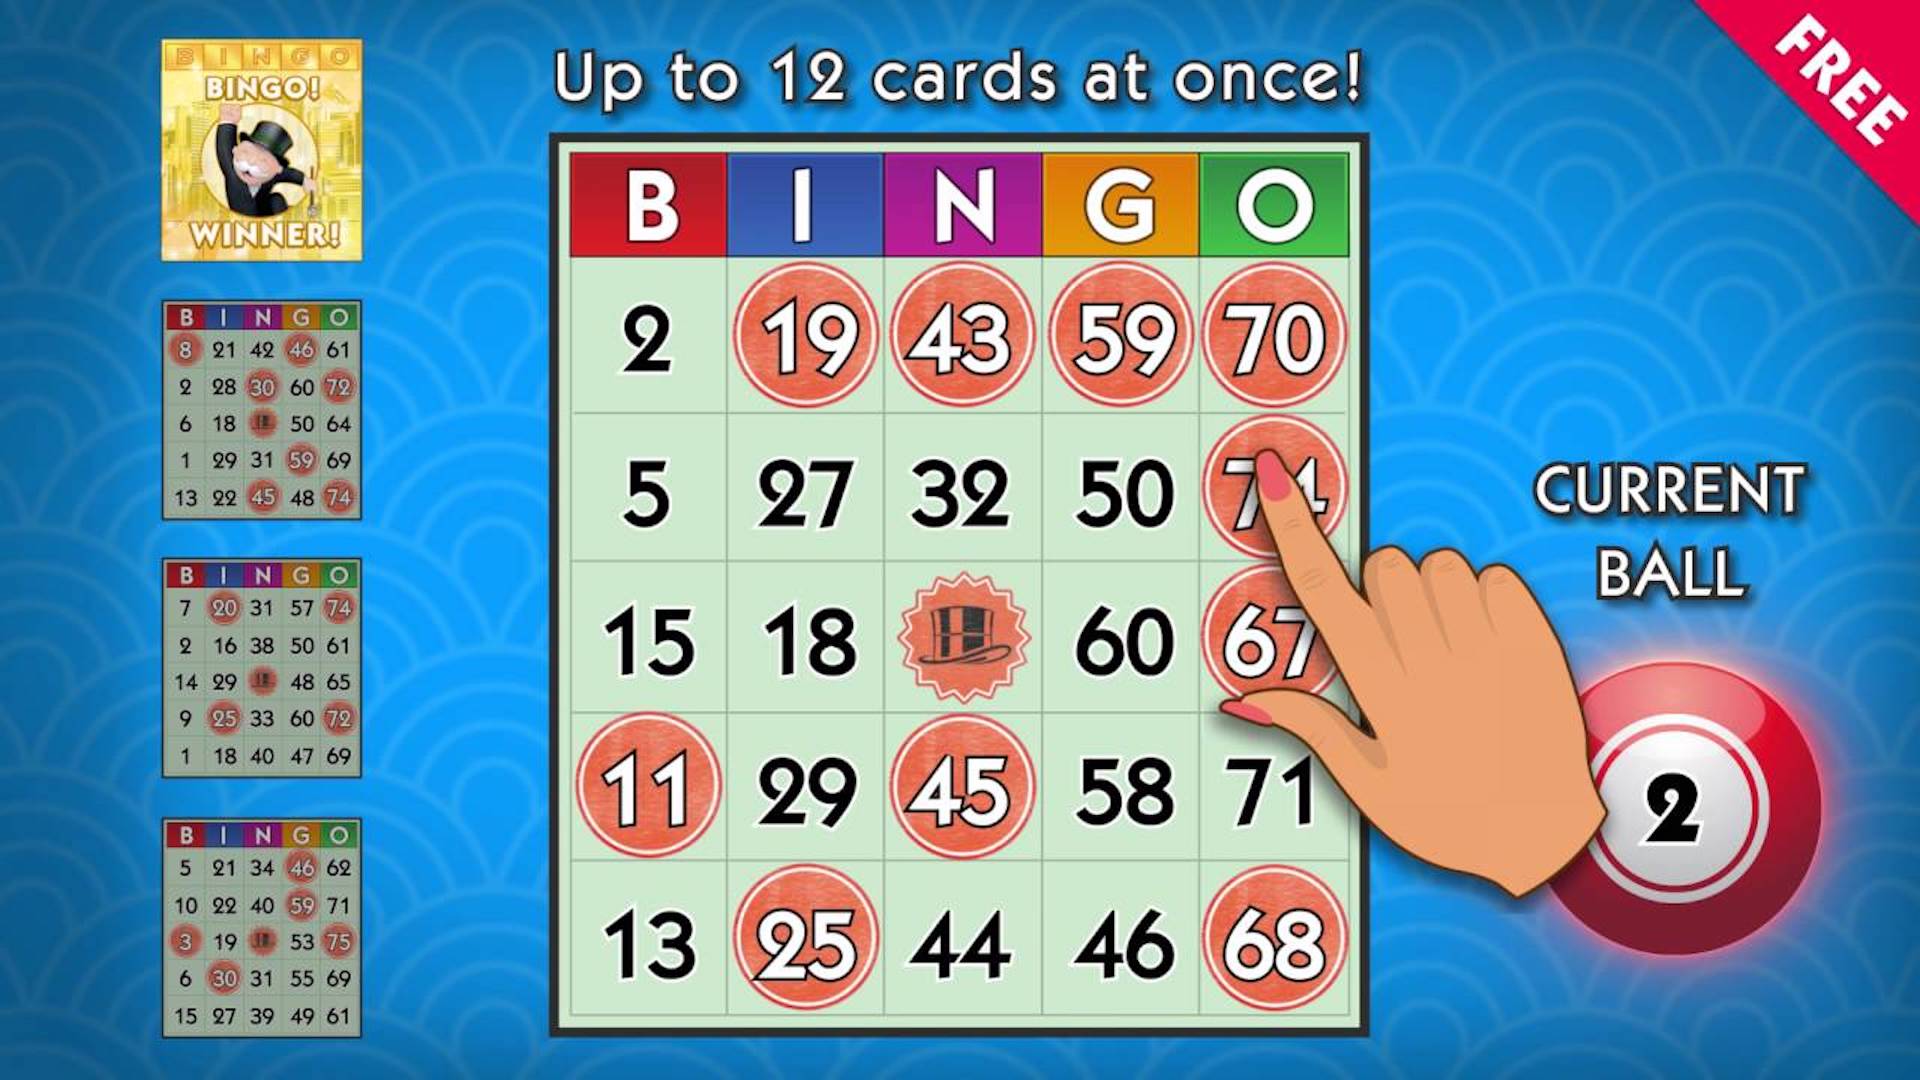 BINGO
BINGO!
WINNER!
B I N G O
8 21 42 46 61
2 28 30 60 72
6 18 50 64
1 29 31 59 69
13 22 45 48 74
B I N G O
7 20 31 57 74
2 16 38 50 61
14 29 48 65
9 25 33 60 72
1 18 40 47 69
B I N G O
5 21 34 46 62
10 22 40 59 71
3 19 53 75
6 30 31 55 69
15 27 39 49 61
Up to 12 cards at once!
B I N G O
2 19 43 59 70
5 27 32 50 74
15 18 60 67
11 29 45 58 71
13 25 44 46 68
FREE
CURRENT
BALL
2